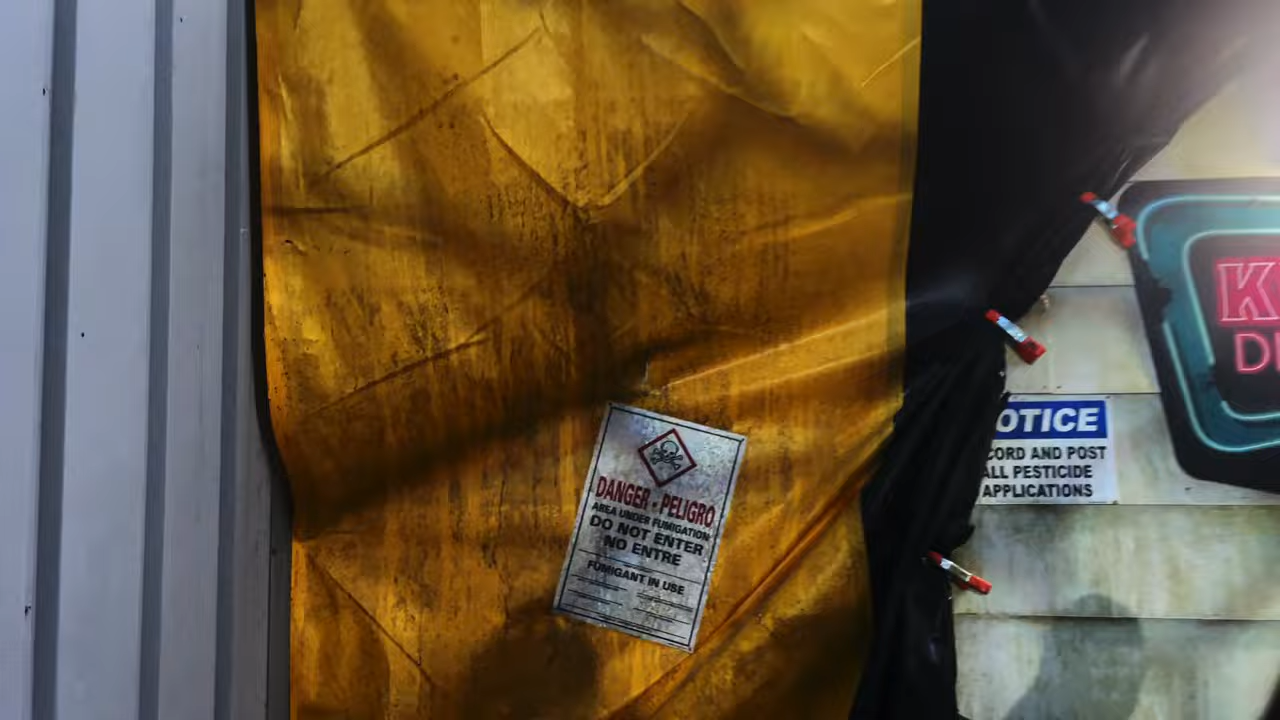 DANGER - PELIGRO
AREA UNDER FUMIGATION
DO NOT ENTER
NO ENTRE
FUMIGANT IN USE
OTICE
CORD AND POST
ALL PESTICIDE
APPLICATIONS
K
D